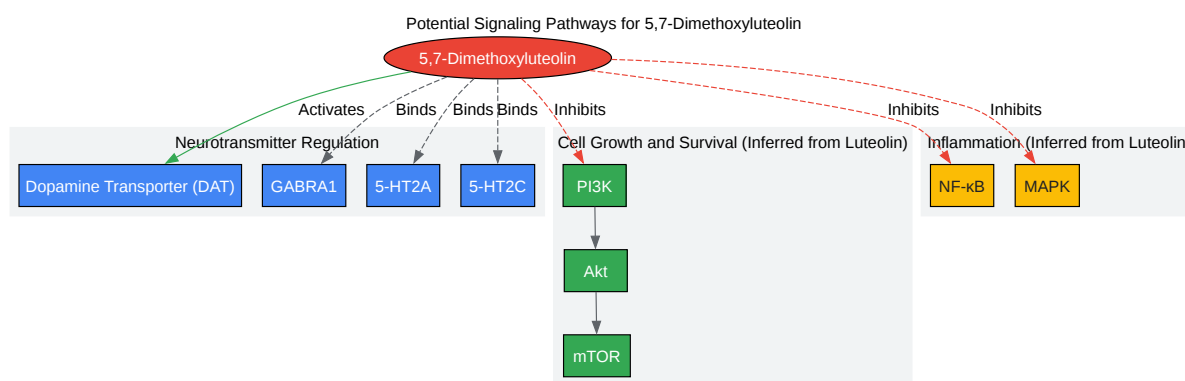 Potential Signaling Pathways for 5,7-Dimethoxyluteolin
5,7-Dimethoxyluteolin
Activates
Binds
Binds
Binds
Inhibits
Inhibits
Inhibits
Neurotransmitter Regulation
Cell Growth and Survival (Inferred from Luteolin)
Inflammation (Inferred from Luteolin
Dopamine Transporter (DAT)
GABRA1
5-HT2A
5-HT2C
PI3K
NF-κB
MAPK
Akt
mTOR